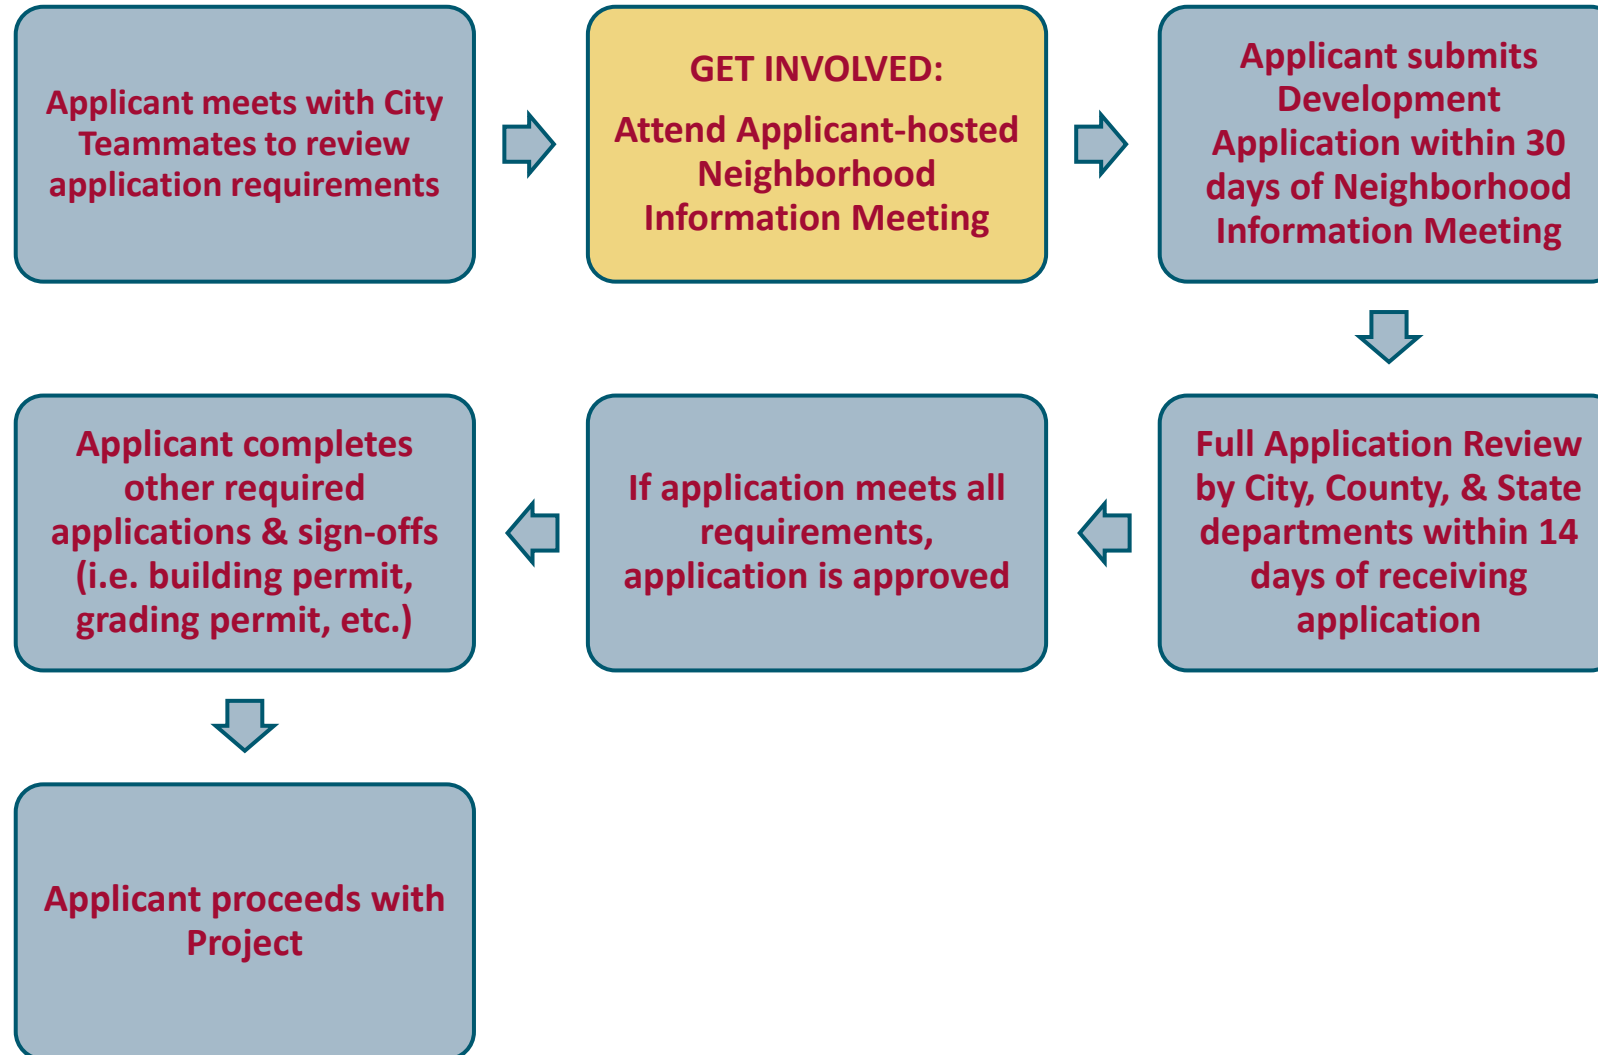 Applicant meets with City
Teammates to review
application requirements
GET INVOLVED:
Attend Applicant-hosted
Neighborhood
Information Meeting
Applicant submits
Development
Application within 30
days of Neighborhood
Information Meeting
Full Application Review
by City, County, & State
departments within 14
days of receiving
application
If application meets all
requirements,
application is approved
Applicant completes
other required
applications & sign-offs
(i.e. building permit,
grading permit, etc.)
Applicant proceeds with
Project